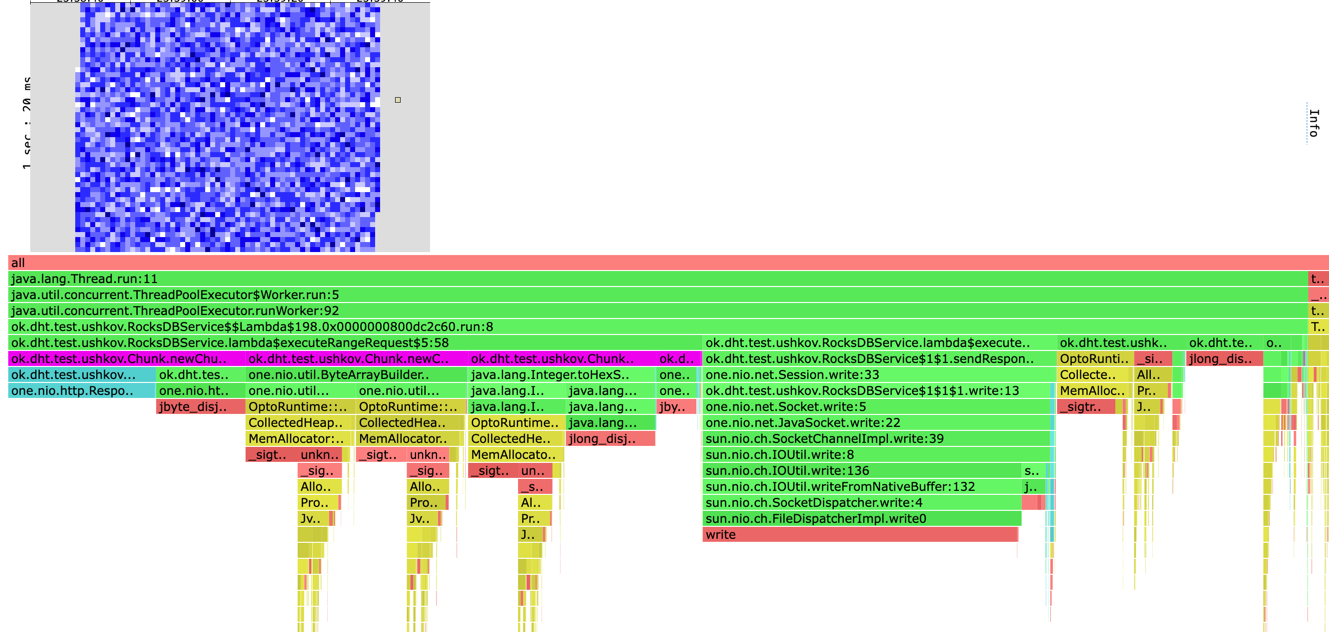 1 sec : 20 ms
Info
all
java.lang.Thread.run:11 t..
java.util.concurrent.ThreadPoolExecutor$Worker.run:5 _..
java.util.concurrent.ThreadPoolExecutor.runWorker:92 t..
ok.dht.test.ushkov.RocksDBService$$Lambda$198.0x0000000800dc2c60.run:8 T..
ok.dht.test.ushkov.RocksDBService.lambda$executeRangeRequest$5:58 ok.dht.test.ushkov.RocksDBService.lambda$execute.. ok.dht.test.ushk.. ok.dht.te.. o..
ok.dht.test.ushkov.Chunk.newChu.. ok.dht.test.ushkov.Chunk.newC.. ok.dht.test.ushkov.Chunk.. ok.d.. ok.dht.test.ushkov.RocksDBService$1$1.sendRespon.. OptoRunti.. _si.. jlong_dis..
ok.dht.test.ushkov... ok.dht.tes.. one.nio.util.ByteArrayBuilder.. java.lang.Integer.toHexS.. one.. one.nio.net.Session.write:33 Collecte.. All..
one.nio.http.Respo.. one.nio.ht.. one.nio.util... one.nio.util... java.lang.I.. java.lang... one.. ok.dht.test.ushkov.RocksDBService$1$1$1.write:13 MemAlloc.. Pr..
jbyte_disj.. OptoRuntime::.. OptoRuntime::.. java.lang.I.. java.lang... jby.. one.nio.net.Socket.write:5 _sigtr.. J..
CollectedHeap.. CollectedHea.. OptoRuntime.. java.lang... one.nio.net.JavaSocket.write:22
MemAllocator:.. MemAllocator.. CollectedHe.. jlong_disj.. sun.nio.ch.SocketChannelImpl.write:39
_sigt.. unkn.. _sigt.. unkn.. MemAllocato.. sun.nio.ch.IOUtil.write:8
_sig.. _sig.. _sigt.. un.. sun.nio.ch.IOUtil.write:136 s..
Allo.. Allo.. _s.. sun.nio.ch.IOUtil.writeFromNativeBuffer:132 j..
Pro.. Pro.. Al.. sun.nio.ch.SocketDispatcher.write:4
Jv.. Jv.. Pr.. sun.nio.ch.FileDispatcherImpl.write0
J.. write